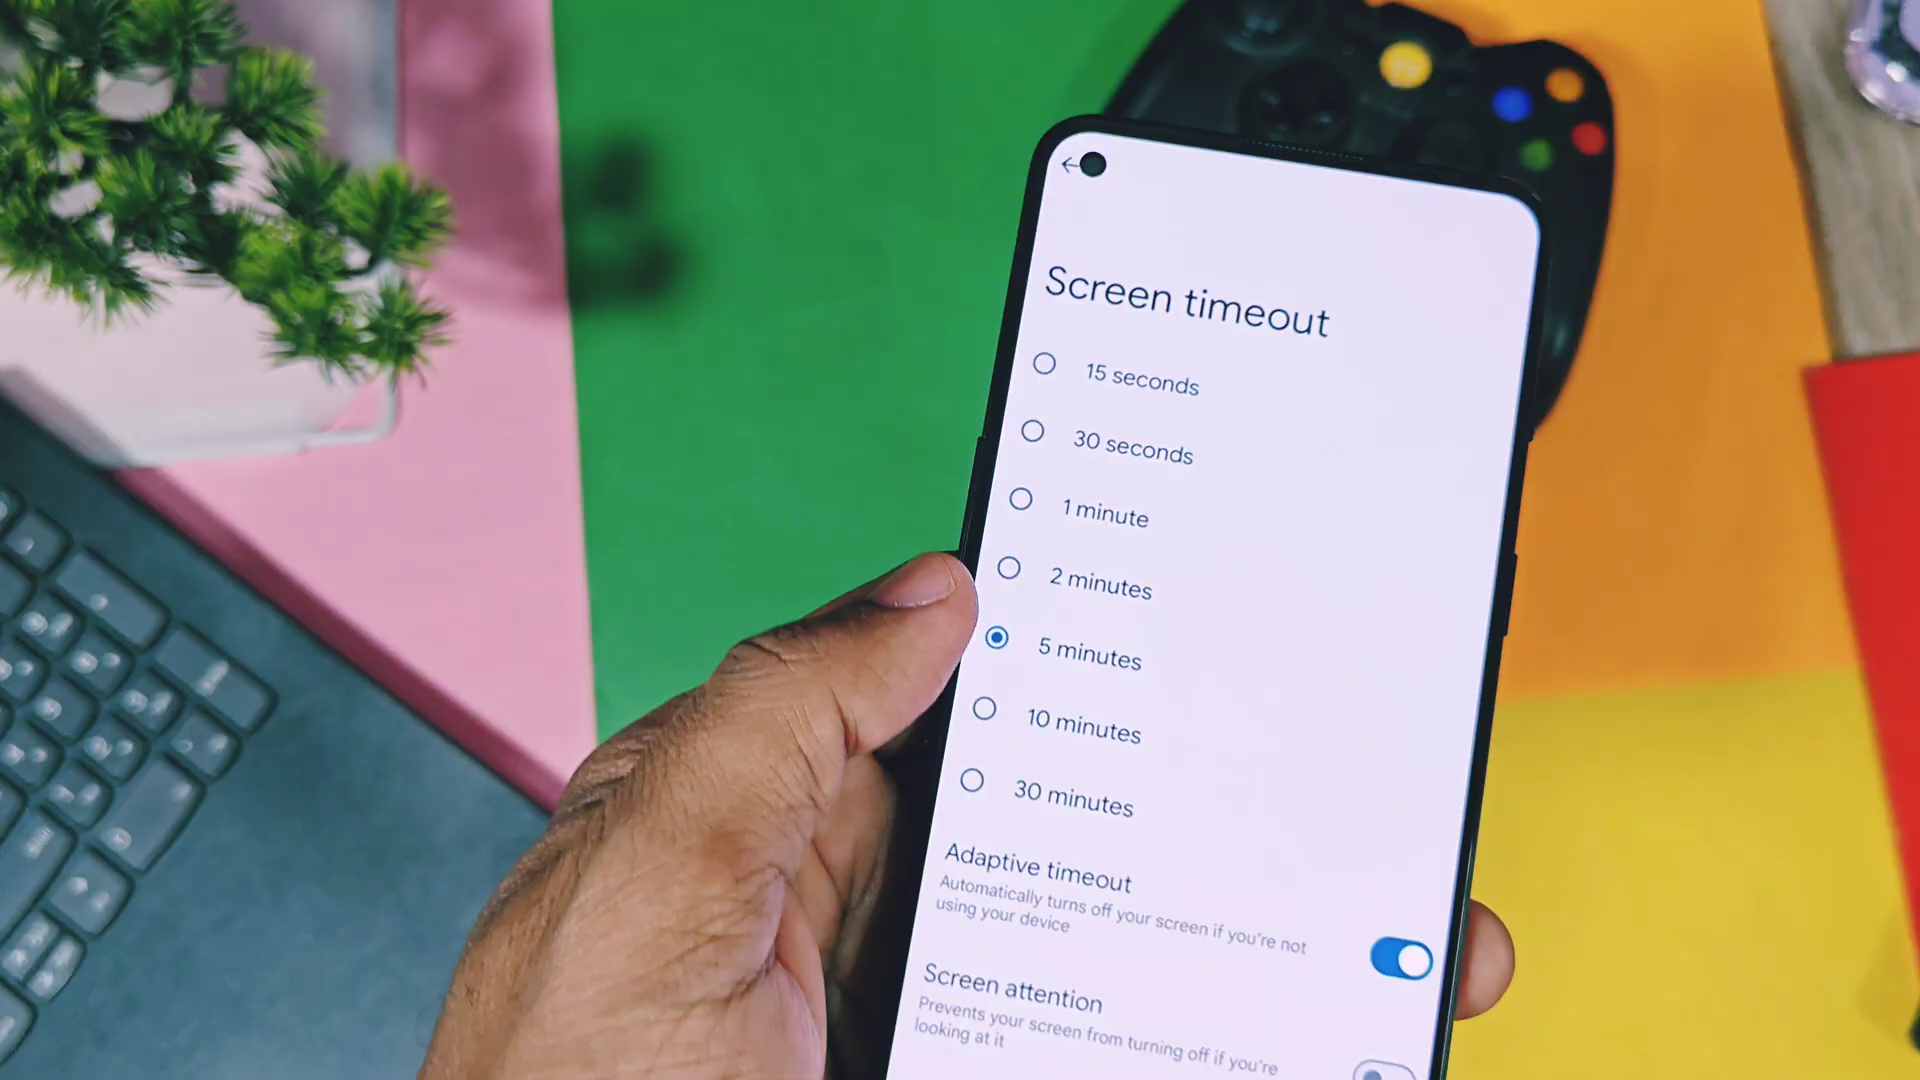 Screen timeout
15 seconds
30 seconds
1 minute
2 minutes
5 minutes
10 minutes
30 minutes
Adaptive timeout
Automatically turns off your screen if you're not
using your device
Screen attention
Prevents your screen from turning off if you're
looking at it